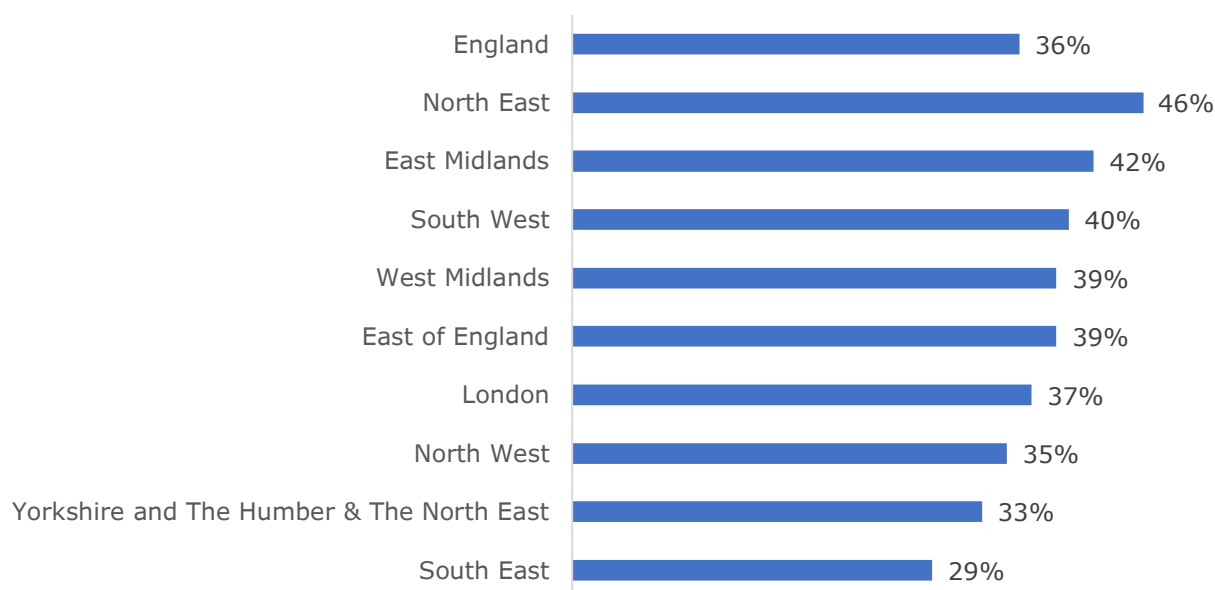 England 36%
North East 46%
East Midlands 42%
South West 40%
West Midlands 39%
East of England 39%
London 37%
North West 35%
Yorkshire and The Humber & The North East 33%
South East 29%